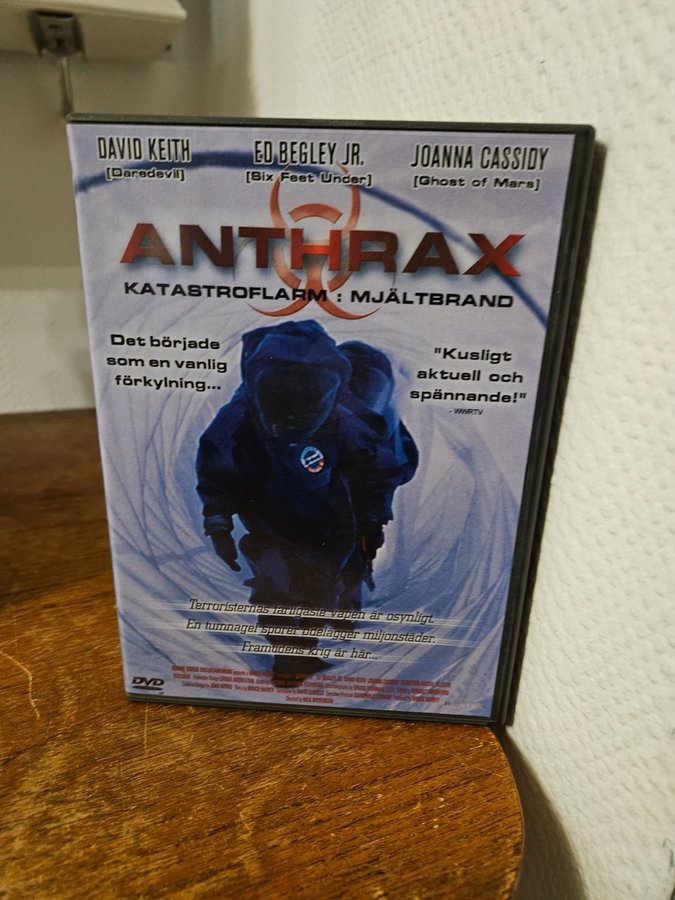 DAVID KEITH
[Daredevil]
ED BEGLEY JR.
[Six Feet Under]
JOANNA CASSIDY
[Ghost of Mars]
ANTHRAX
KATASTROFLARM : MJÄLTBRAND
Det började
som en vanlig
förkylning...
"Kusligt
aktuell och
spännande!"
- WWRTV
Terroristernas farligaste vapen är osynligt.
En tumnagel sporer ödelägger miljonstäder.
Framtidens krig är här...
DVD